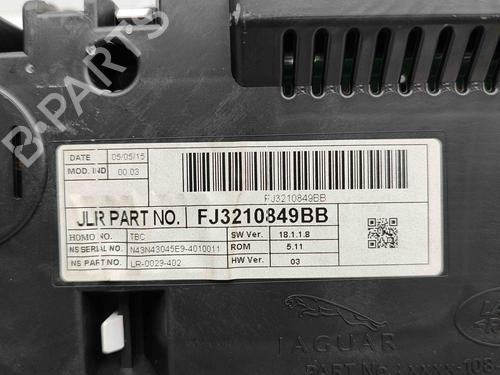 B-PARTS
DATE 05/05/15
MOD. IND 00.03
FJ3210849BB
JLR PART NO. FJ3210849BB
HOMO NO. TBC SW Ver. 18.1.1.8
NS SERIAL NO. N43N43045E9-4010011 ROM 5.11
NS PART NO. LR-0029-402 HW Ver. 03
JAGUAR
PART No.